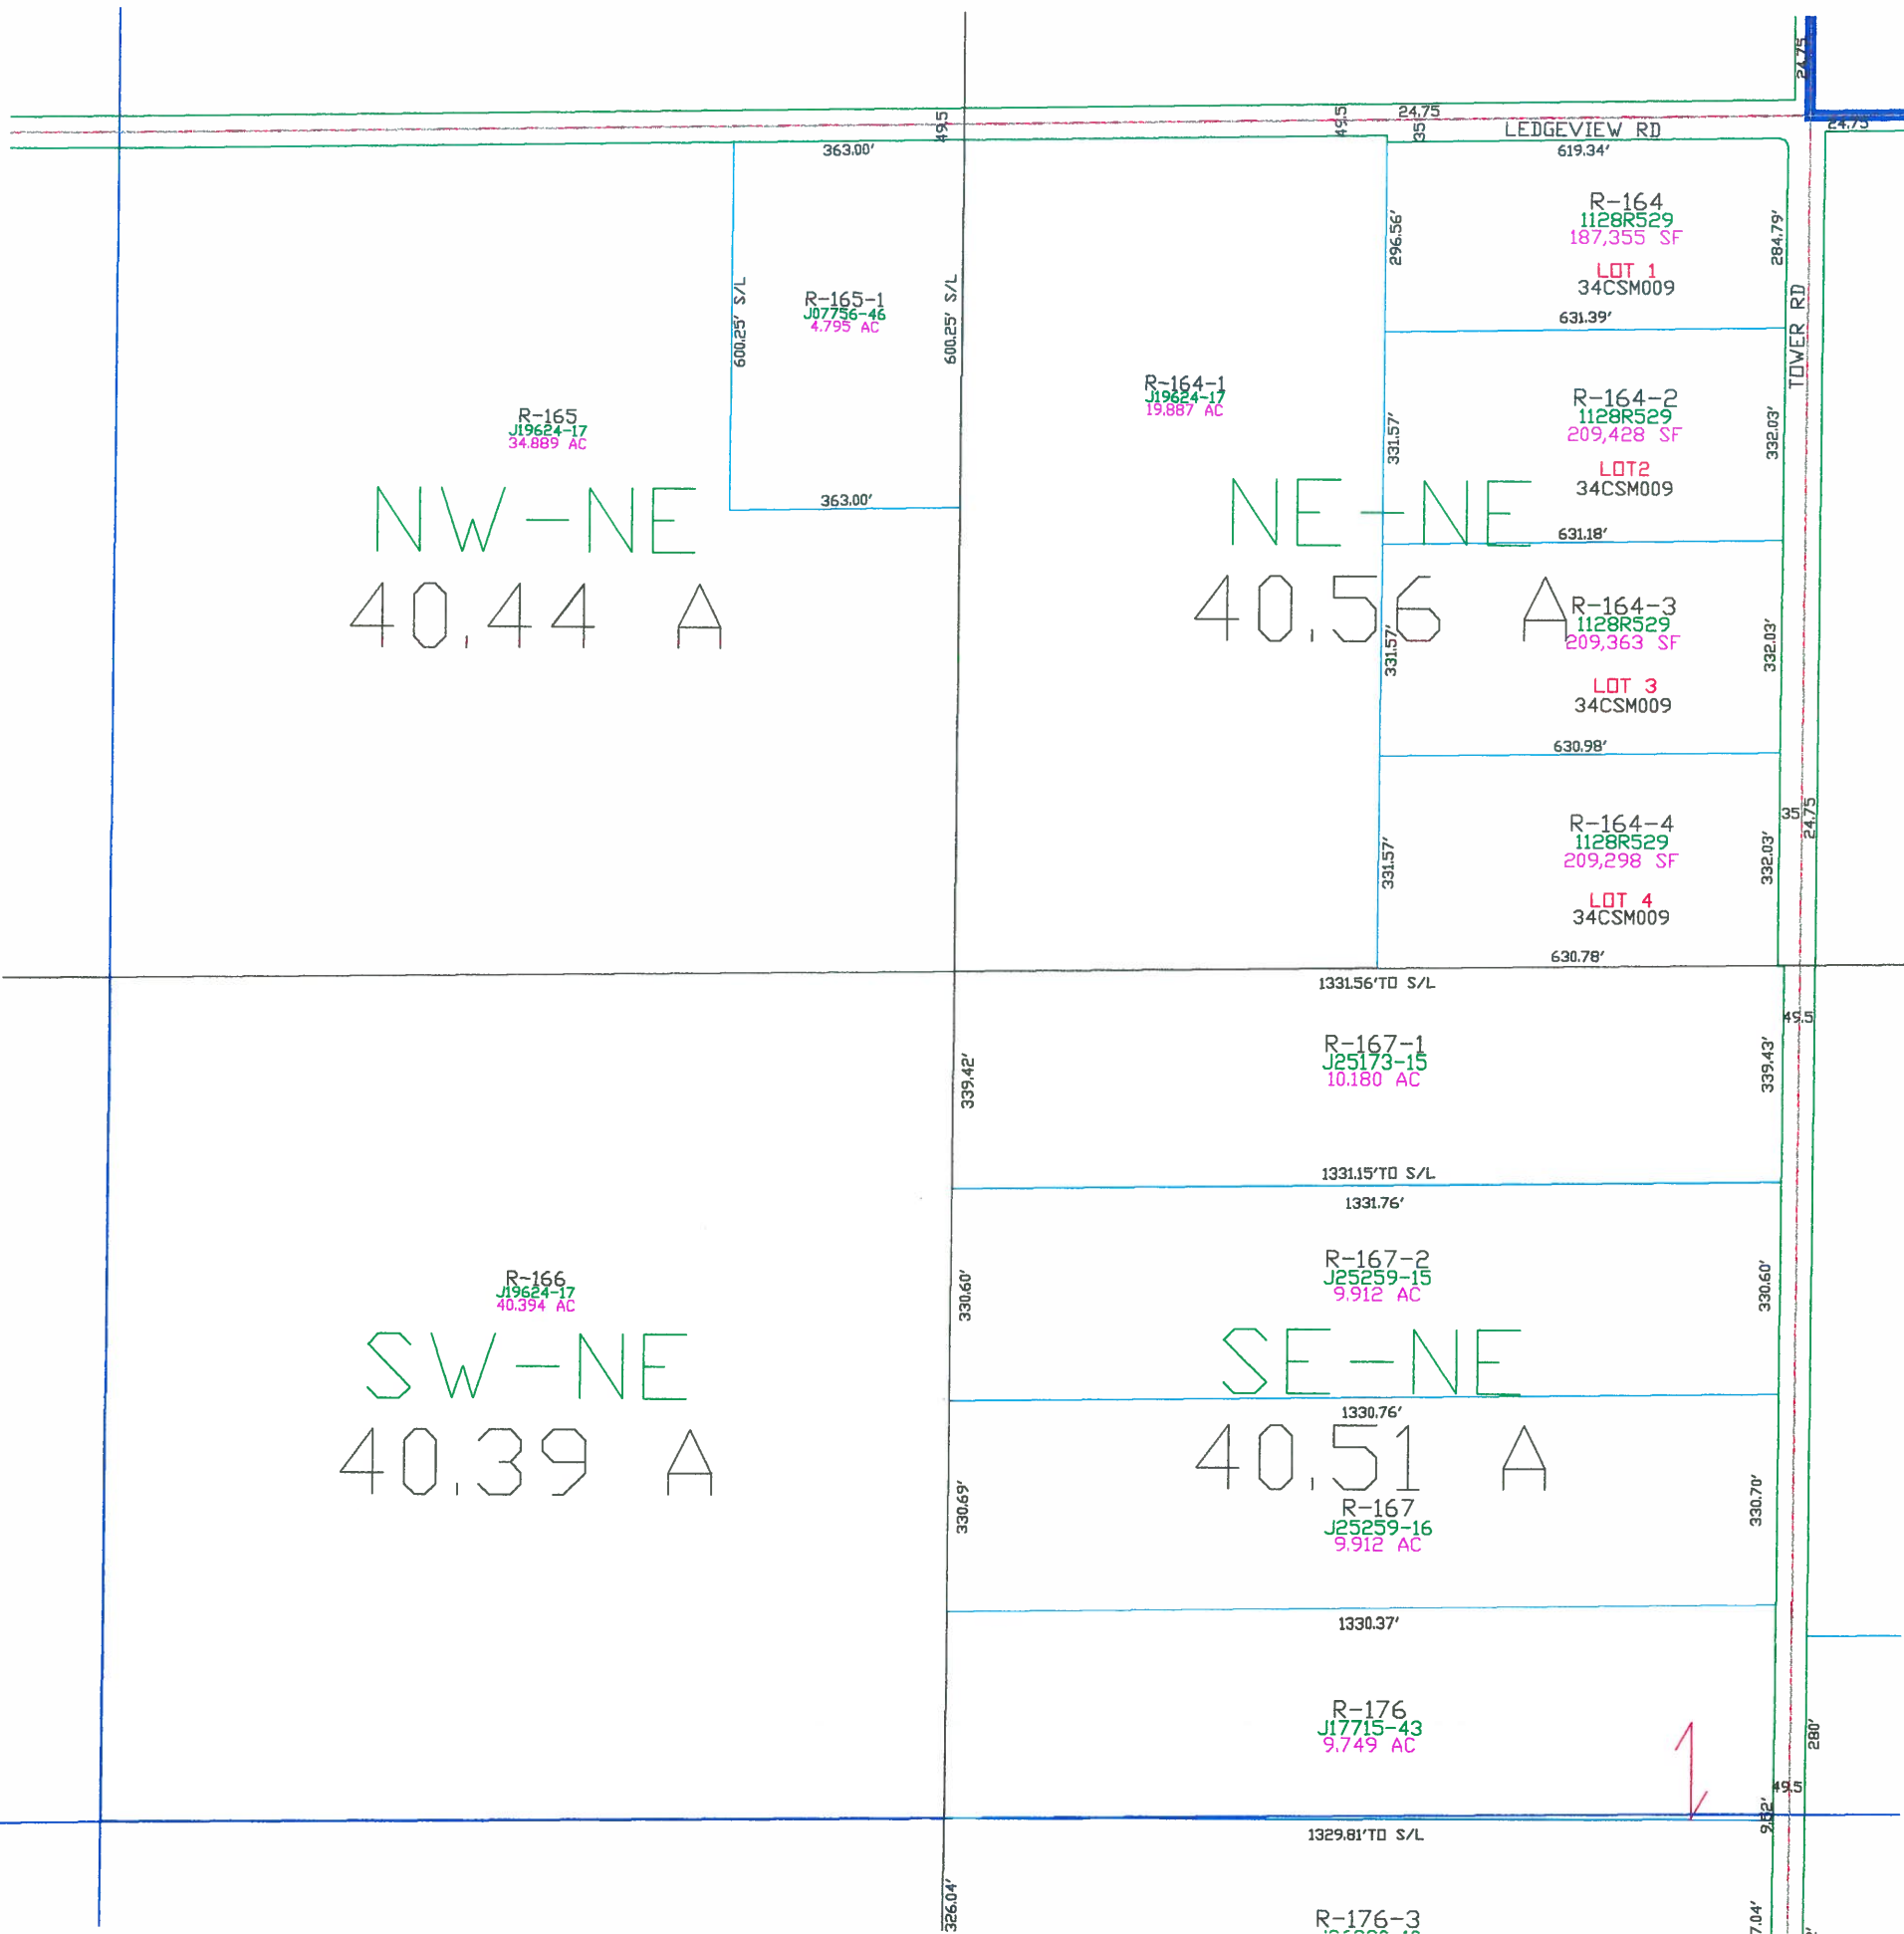 24.75
49.5
49.5
24.75
35
LEDGEVIEW RD
24.75
363.00'
619.34'
R-164
1128R529
187,355 SF
LOT 1
34CSM009
296.56'
284.79'
TOWER RD
631.39'
600.25' S/L
R-165-1
J07756-46
4.795 AC
600.25' S/L
363.00'
R-165
J19624-17
34.889 AC
NW-NE
40.44 A
R-164-1
J19624-17
19.887 AC
NE-NE
40.56 A
331.57'
R-164-2
1128R529
209,428 SF
LOT2
34CSM009
332.03'
631.18'
331.57'
R-164-3
1128R529
209,363 SF
LOT 3
34CSM009
332.03'
630.98'
35
24.75
331.57'
R-164-4
1128R529
209,298 SF
LOT 4
34CSM009
332.03'
630.78'
1331.56'TO S/L
49.5
339.42'
R-167-1
J25173-15
10.180 AC
339.43'
1331.15'TO S/L
1331.76'
R-166
J19624-17
40.394 AC
SW-NE
40.39 A
330.60'
R-167-2
J25259-15
9.912 AC
330.60'
SE-NE
1330.76'
40.51 A
330.69'
R-167
J25259-16
9.912 AC
330.70'
1330.37'
R-176
J17715-43
9.749 AC
1
280'
49.5
9.52'
1329.81'TO S/L
326.04'
R-176-3
7.04'